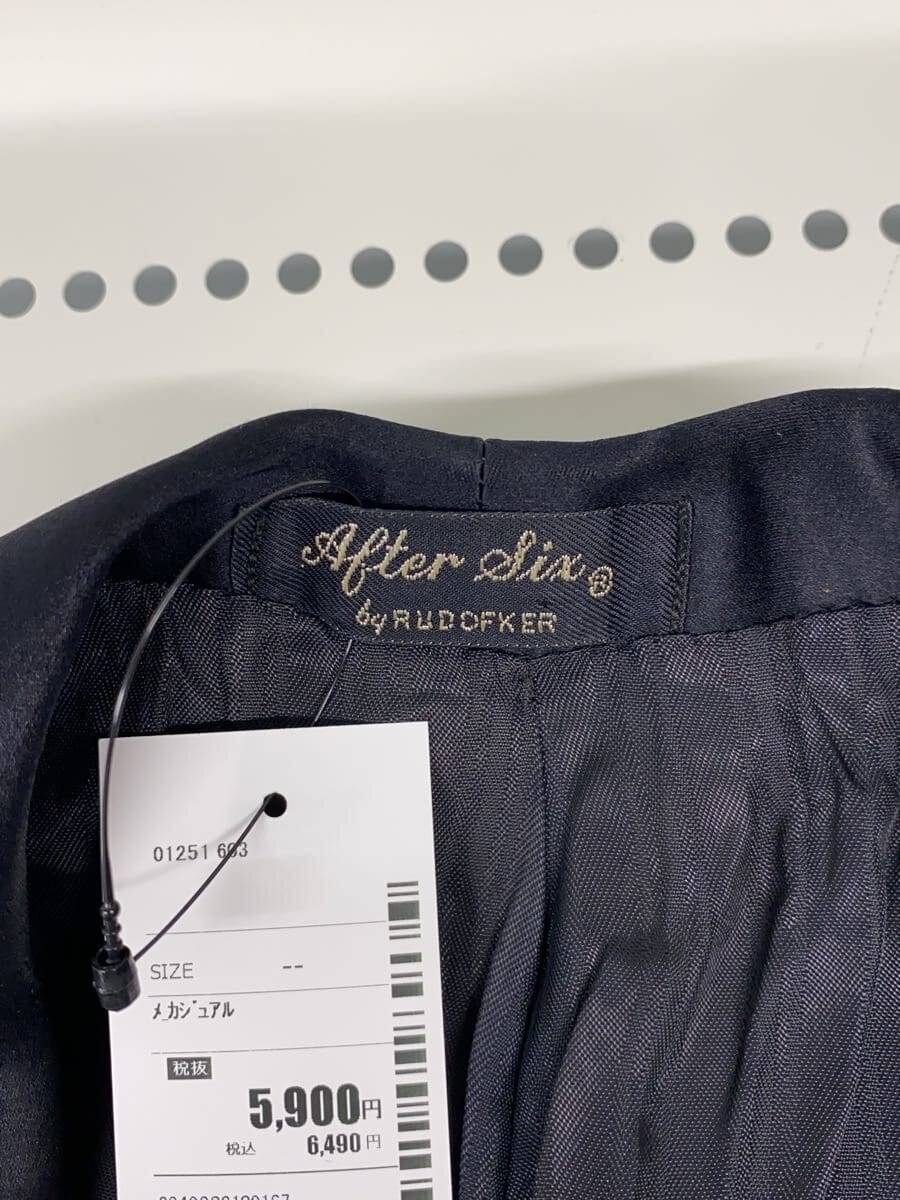 After Six®
by RUDOFKER
01251 603
SIZE --
ﾒ_ｶｼﾞｭｱﾙ
税抜
5,900円
税込 6,490円